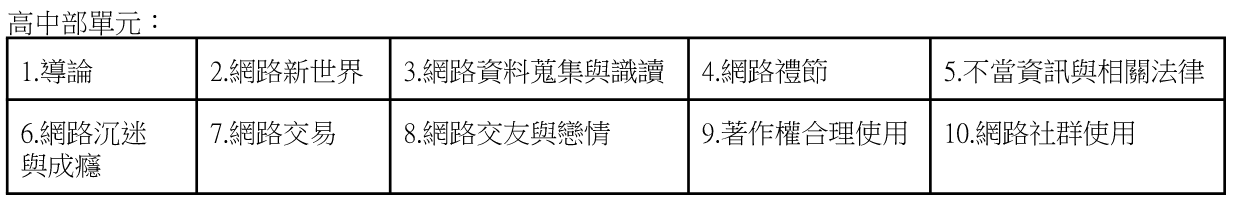 高中部單元：
1.導論
2.網路新世界
3.網路資料蒐集與識讀
4.網路禮節
5.不當資訊與相關法律
6.網路沉迷
與成癮
7.網路交易
8.網路交友與戀情
9.著作權合理使用
10.網路社群使用